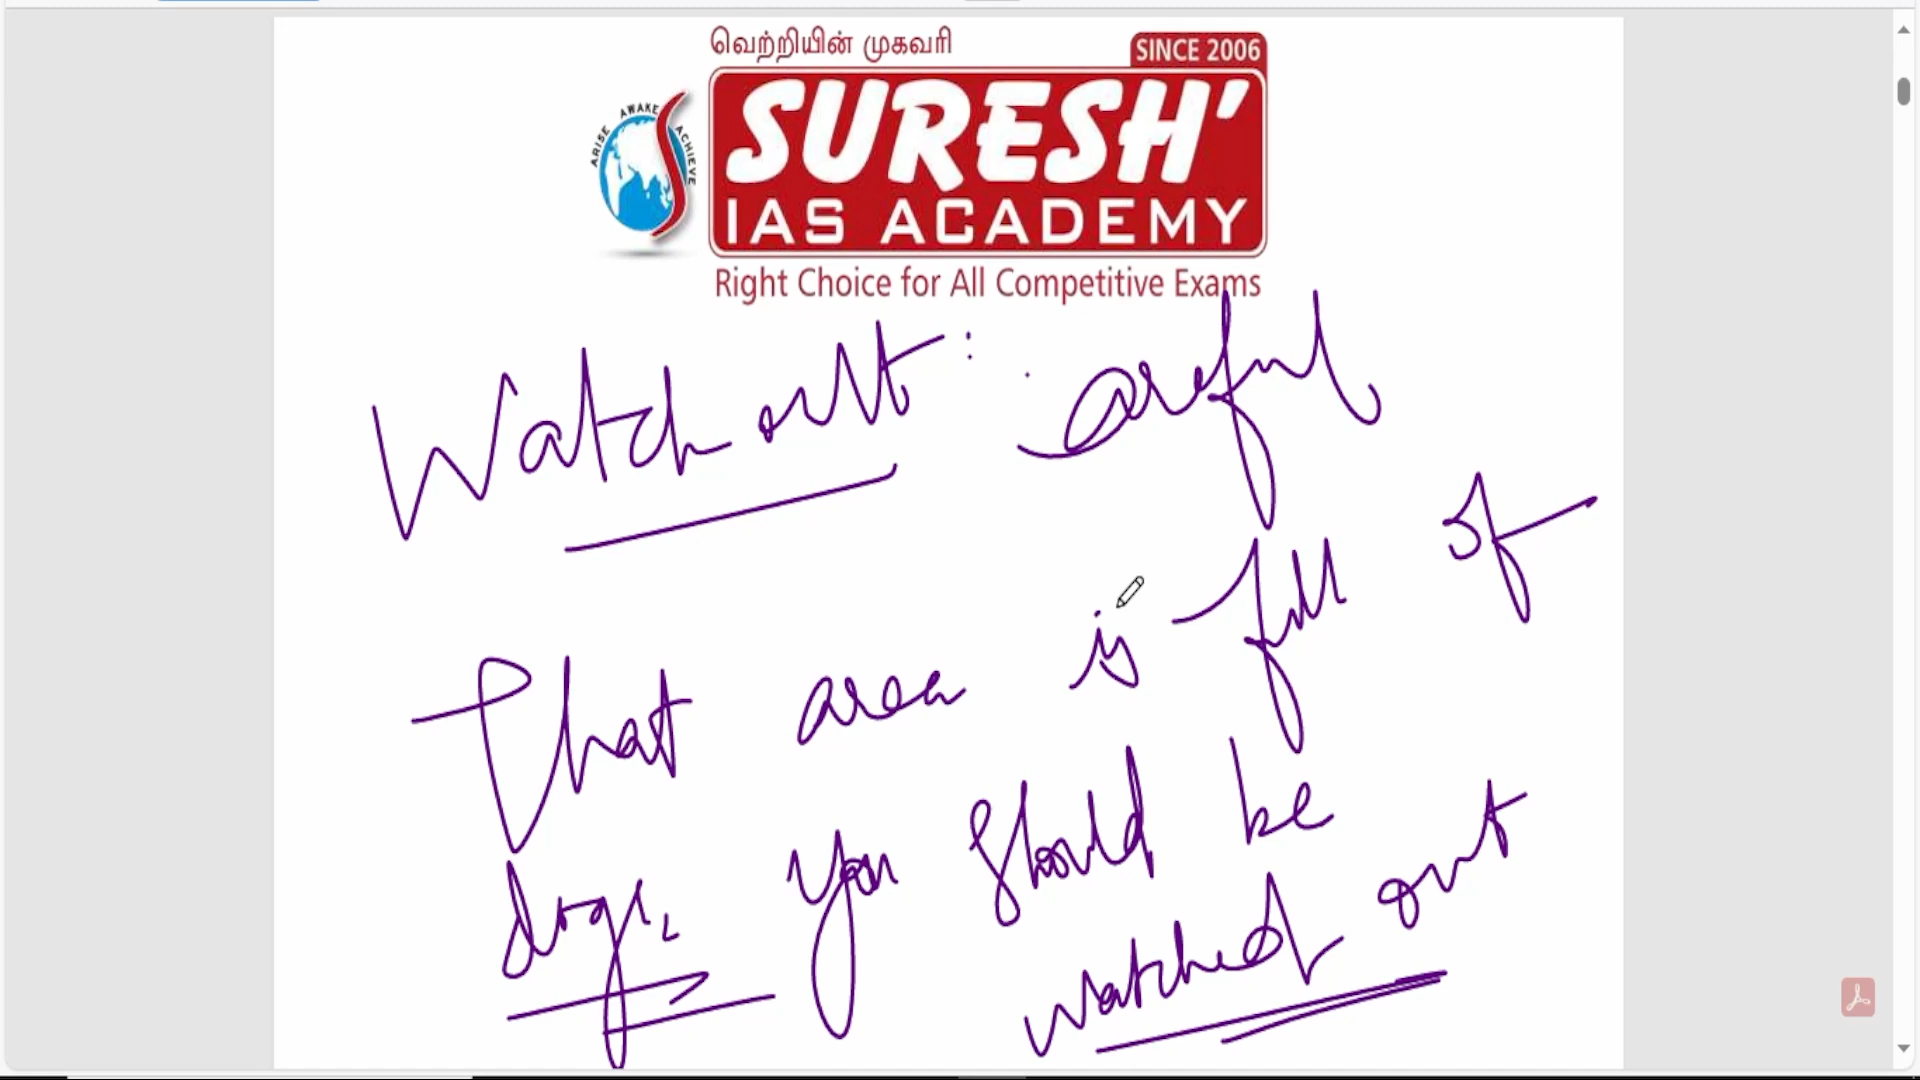 வெற்றியின் முகவரி
SINCE 2006
ARISE AWAKE ACHIEVE
SURESH'
IAS ACADEMY
Right Choice for All Competitive Exams
Watch out : careful
That area is full of
dogs, you should be
watched out